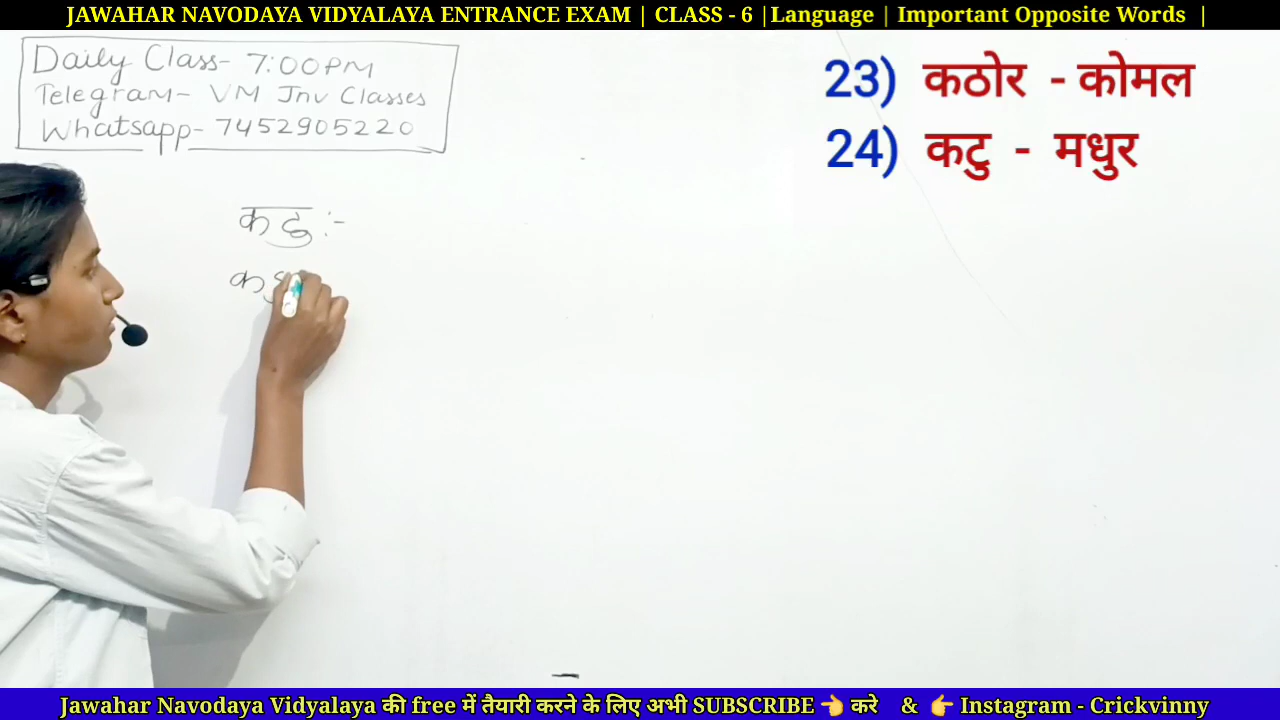 JAWAHAR NAVODAYA VIDYALAYA ENTRANCE EXAM | CLASS - 6 |Language | Important Opposite Words |
Daily Class- 7:00PM
Telegram- VM Jnv Classes
Whatsapp- 7452905220
23) कठोर - कोमल
24) कटु - मधुर
कटु :-
Jawahar Navodaya Vidyalaya की free में तैयारी करने के लिए अभी SUBSCRIBE 👈 करे & 👉 Instagram - Crickvinny